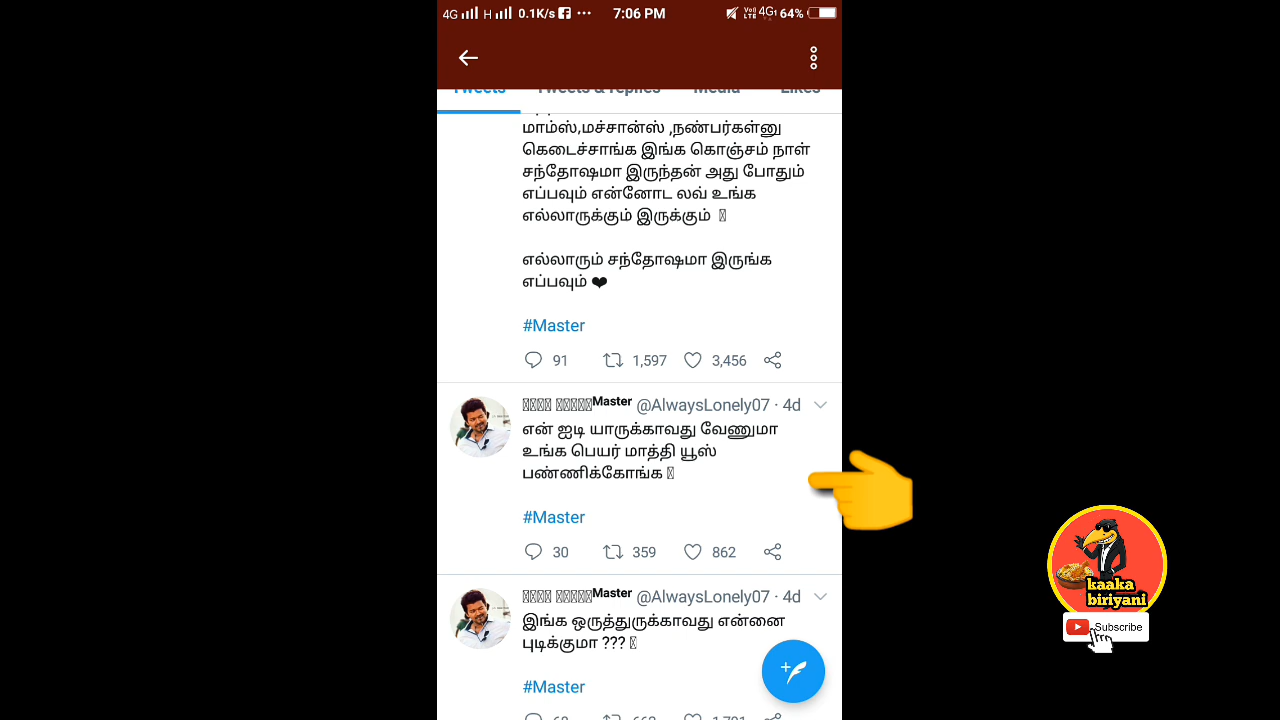 4G H 0.1K/s 7:06 PM 4G 64%
Tweets Tweets & replies Media Likes
மாம்ஸ்,மச்சான்ஸ் ,நண்பர்கள்னு
கெடைச்சாங்க இங்க கொஞ்சம் நாள்
சந்தோஷமா இருந்தன் அது போதும்
எப்பவும் என்னோட லவ் உங்க
எல்லாருக்கும் இருக்கும்
எல்லாரும் சந்தோஷமா இருங்க
எப்பவும் ❤
#Master
91 1,597 3,456
Master @AlwaysLonely07 · 4d
என் ஐடி யாருக்காவது வேணுமா
உங்க பெயர் மாத்தி யூஸ்
பண்ணிக்கோங்க
#Master
30 359 862
Master @AlwaysLonely07 · 4d
இங்க ஒருத்துருக்காவது என்னை
புடிக்குமா ???
#Master
kaaka
biriyani
Subscribe